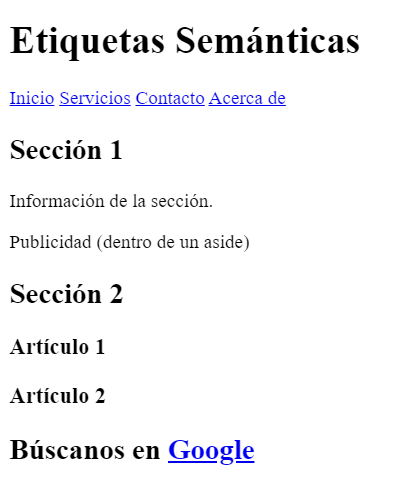 Etiquetas Semánticas
Inicio Servicios Contacto Acerca de
Sección 1
Información de la sección.
Publicidad (dentro de un aside)
Sección 2
Artículo 1
Artículo 2
Búscanos en Google